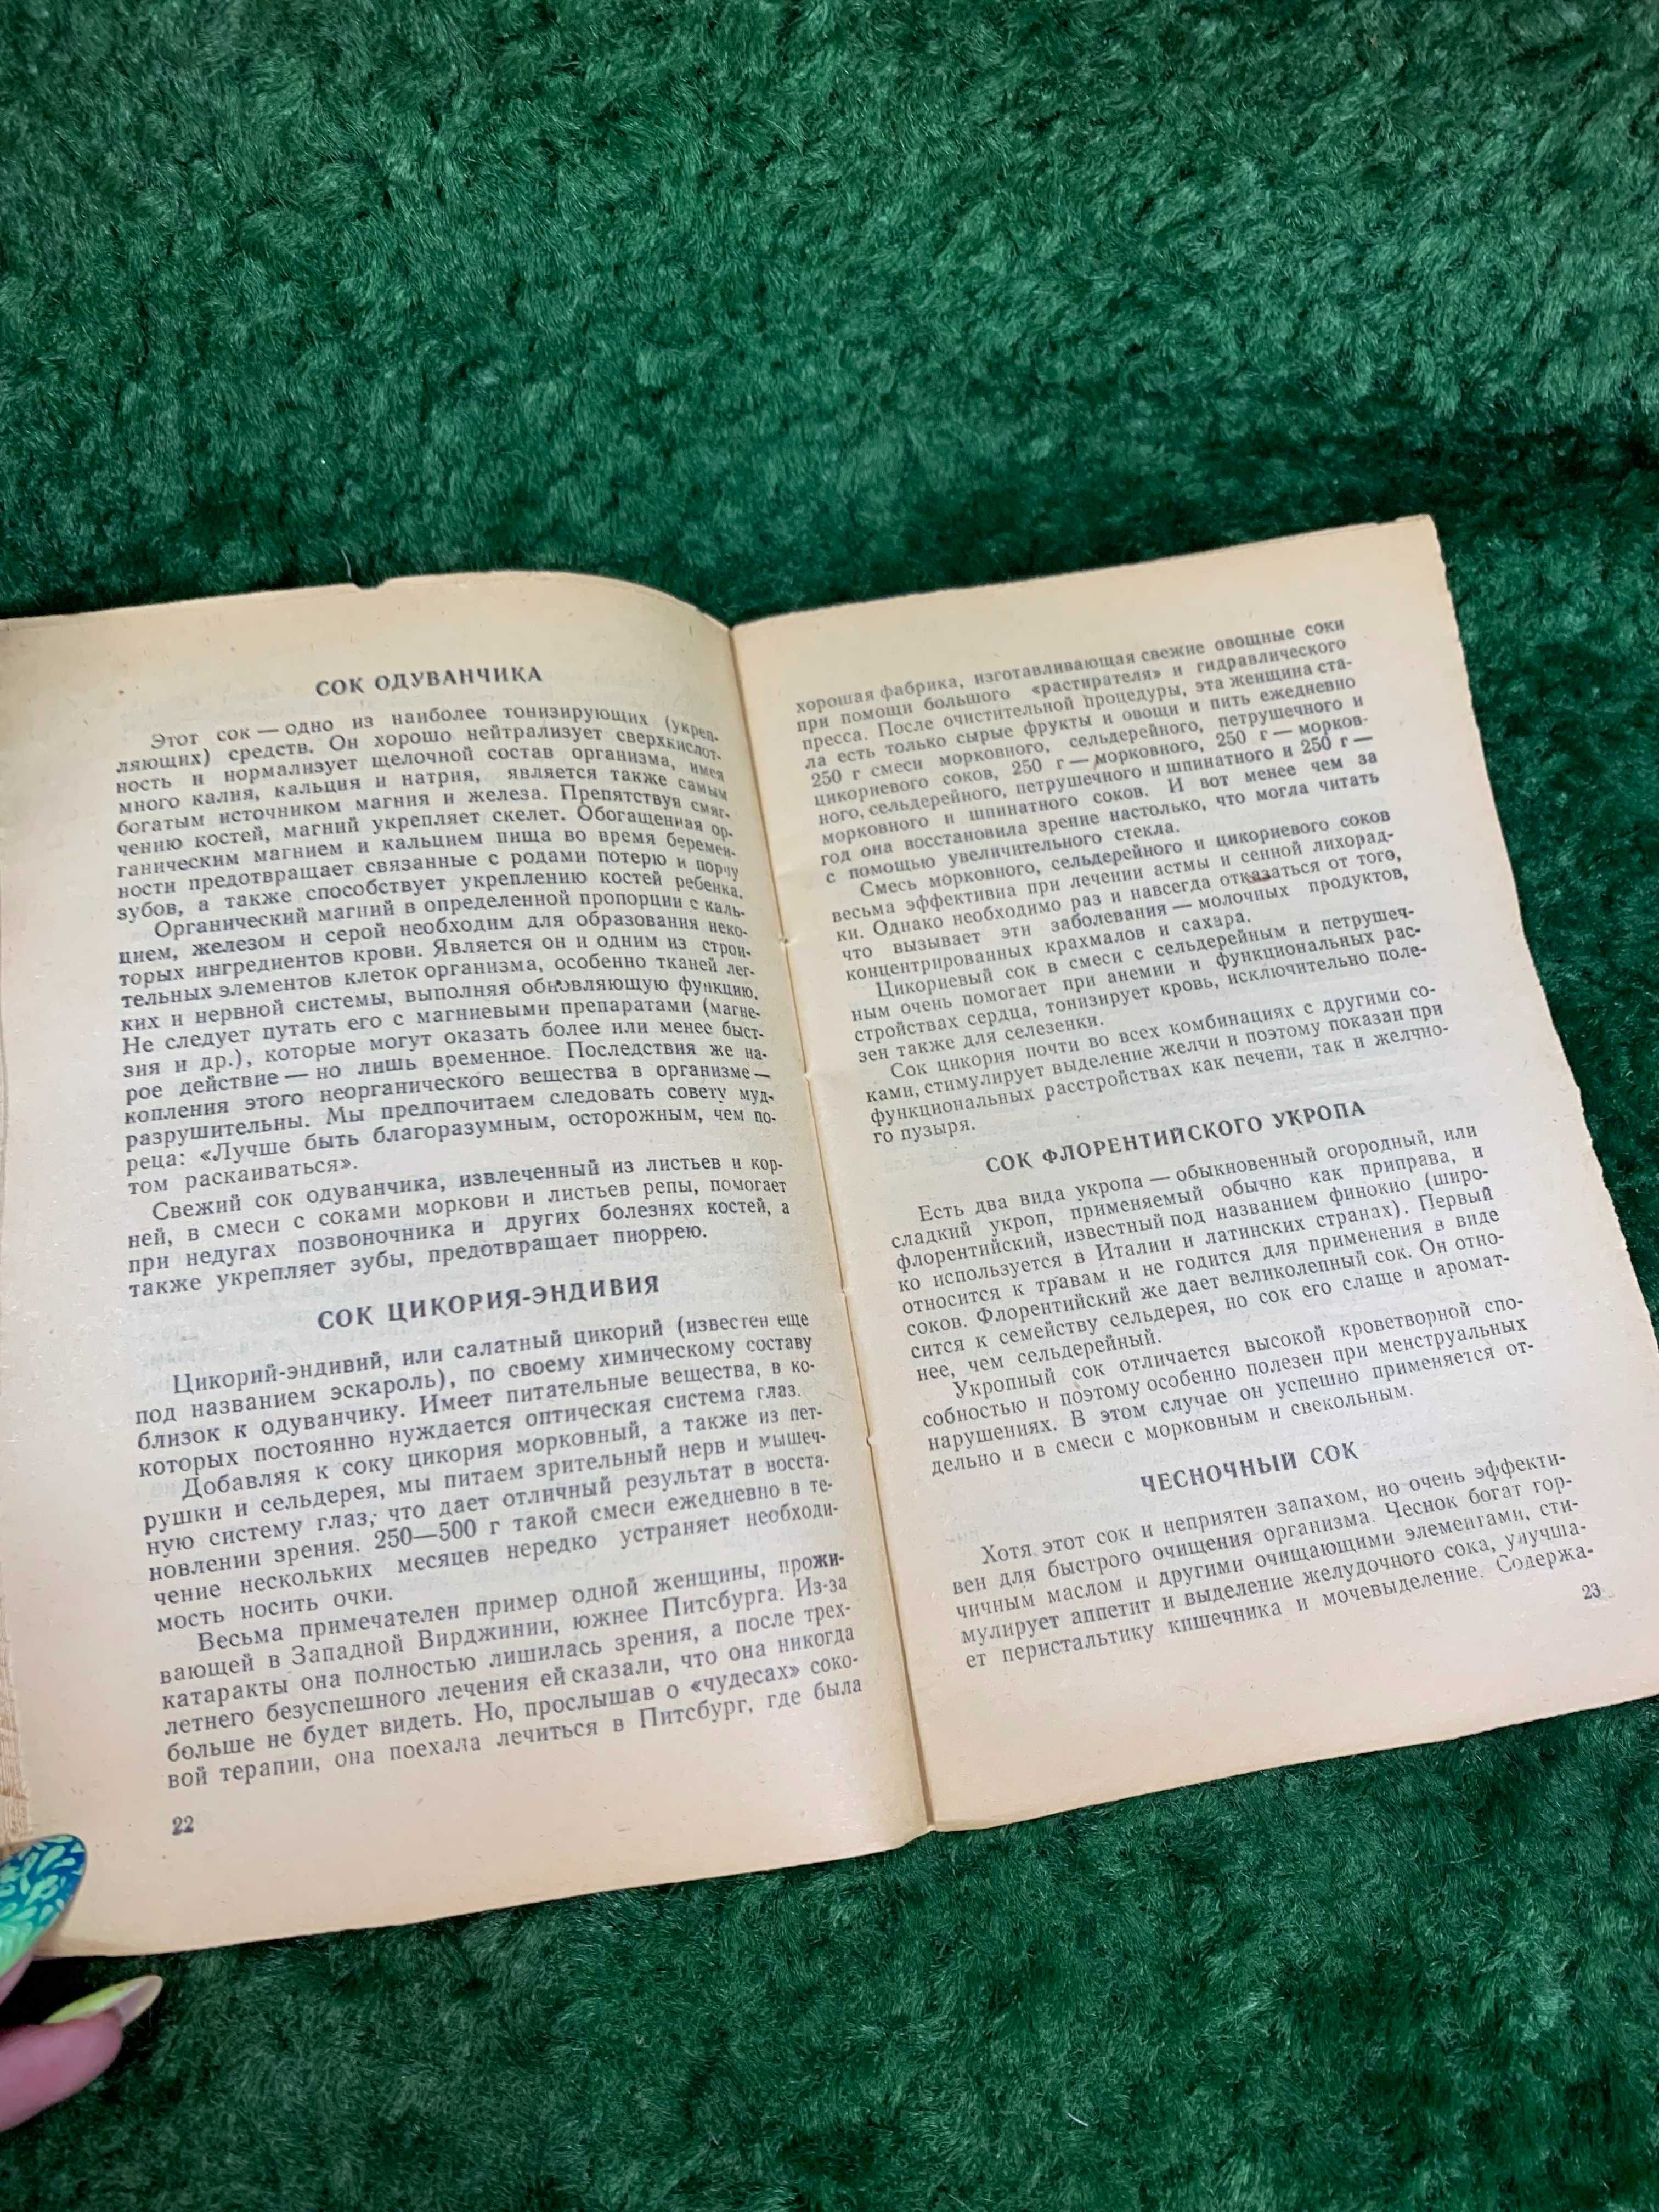 СОК ОДУВАНЧИКА
Этот сок — одно из наиболее тонизирующих (укреп-
ляющих) средств. Он хорошо нейтрализует сверхкислот-
ность и нормализует щелочной состав организма, имея
много калия, кальция и натрия, является также самым
богатым источником магния и железа. Препятствуя смяг-
чению костей, магний укрепляет скелет. Обогащенная ор-
ганическим магнием и кальцием пища во время беремен-
ности предотвращает связанные с родами потерю и порчу
зубов, а также способствует укреплению костей ребенка.
Органический магний в определенной пропорции с каль-
цием, железом и серой необходим для образования неко-
торых ингредиентов крови. Является он и одним из строи-
тельных элементов клеток организма, особенно тканей лег-
ких и нервной системы, выполняя обновляющую функцию.
Не следует путать его с магниевыми препаратами (магне-
зия и др.), которые могут оказать более или менее быст-
рое действие — но лишь временное. Последствия же на-
копления этого неорганического вещества в организме —
разрушительны. Мы предпочитаем следовать совету муд-
реца: «Лучше быть благоразумным, осторожным, чем по-
том раскаиваться».
Свежий сок одуванчика, извлеченный из листьев и кор-
ней, в смеси с соками моркови и листьев репы, помогает
при недугах позвоночника и других болезнях костей, а
также укрепляет зубы, предотвращает пиоррею.
СОК ЦИКОРИЯ-ЭНДИВИЯ
Цикорий-эндивий, или салатный цикорий (известен еще
под названием эскароль), по своему химическому составу
близок к одуванчику. Имеет питательные вещества, в ко-
которых постоянно нуждается оптическая система глаз.
Добавляя к соку цикория морковный, а также из пет-
рушки и сельдерея, мы питаем зрительный нерв и мышеч-
ную систему глаз, что дает отличный результат в восста-
новлении зрения. 250—500 г такой смеси ежедневно в те-
чение нескольких месяцев нередко устраняет необходи-
мость носить очки.
Весьма примечателен пример одной женщины, прожи-
вающей в Западной Вирджинии, южнее Питсбурга. Из-за
катаракты она полностью лишилась зрения, а после трех-
летнего безуспешного лечения ей сказали, что она никогда
больше не будет видеть. Но, прослышав о «чудесах» соко-
вой терапии, она поехала лечиться в Питсбург, где была
22
хорошая фабрика, изготавливающая свежие овощные соки
при помощи большого «растирателя» и гидравлического
пресса. После очистительной процедуры, эта женщина ста-
ла есть только сырые фрукты и овощи и пить ежедневно
250 г смеси морковного, сельдерейного, петрушечного и
цикориевого соков, 250 г — морковного, 250 г — морков-
ного, сельдерейного, петрушечного и шпинатного и 250 г —
морковного и шпинатного соков. И вот менее чем за
год она восстановила зрение настолько, что могла читать
с помощью увеличительного стекла.
Смесь морковного, сельдерейного и цикориевого соков
весьма эффективна при лечении астмы и сенной лихорад-
ки. Однако необходимо раз и навсегда отказаться от того,
что вызывает эти заболевания — молочных продуктов,
концентрированных крахмалов и сахара.
Цикориевый сок в смеси с сельдерейным и петрушеч-
ным очень помогает при анемии и функциональных рас-
стройствах сердца, тонизирует кровь, исключительно поле-
зен также для селезенки.
Сок цикория почти во всех комбинациях с другими со-
ками, стимулирует выделение желчи и поэтому показан при
функциональных расстройствах как печени, так и желчно-
го пузыря.
СОК ФЛОРЕНТИЙСКОГО УКРОПА
Есть два вида укропа — обыкновенный огородный, или
сладкий укроп, применяемый обычно как приправа, и
флорентийский, известный под названием финокно (широ-
ко используется в Италии и латинских странах). Первый
относится к травам и не годится для применения в виде
соков. Флорентийский же дает великолепный сок. Он отно-
сится к семейству сельдерея, но сок его слаще и аромат-
нее, чем сельдерейный.
Укропный сок отличается высокой кроветворной спо-
собностью и поэтому особенно полезен при менструальных
нарушениях. В этом случае он успешно применяется от-
дельно и в смеси с морковным и свекольным.
ЧЕСНОЧНЫЙ СОК
Хотя этот сок и неприятен запахом, но очень эффекти-
вен для быстрого очищения организма. Чеснок богат гор-
чичным маслом и другими очищающими элементами, сти-
мулирует аппетит и выделение желудочного сока, улучша-
ет перистальтику кишечника и мочевыделение. Содержа-
23